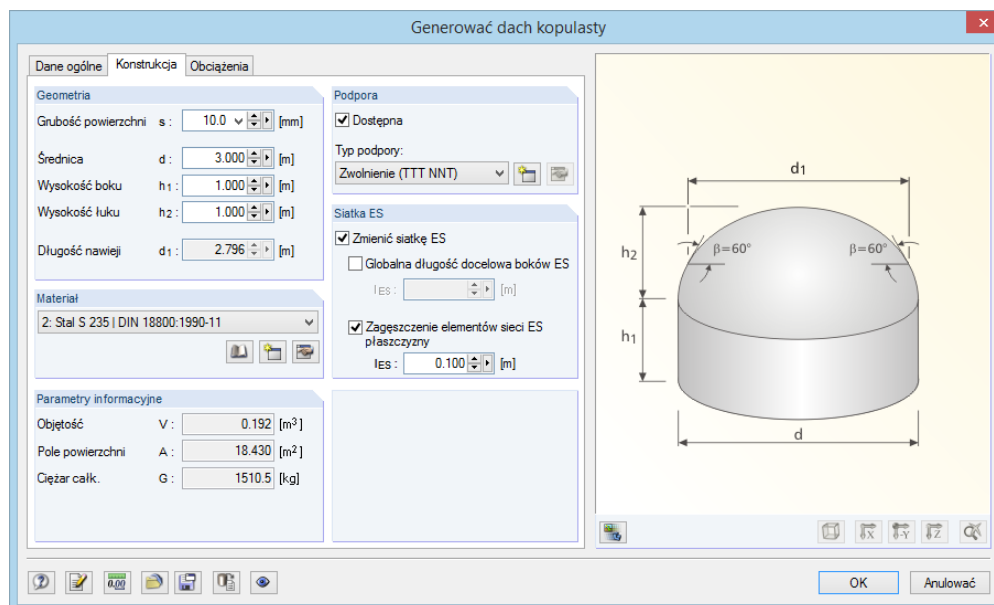 Generować dach kopulasty
Dane ogólne Konstrukcja Obciążenia
Geometria
Grubość powierzchni s : 10.0 [mm]
Średnica d : 3.000 [m]
Wysokość boku h1 : 1.000 [m]
Wysokość łuku h2 : 1.000 [m]
Długość nawieji d1 : 2.796 [m]
Materiał
2: Stal S 235 | DIN 18800:1990-11
Parametry informacyjne
Objętość V : 0.192 [m3]
Pole powierzchni A : 18.430 [m2]
Ciężar całk. G : 1510.5 [kg]
Podpora
Dostępna
Typ podpory:
Zwolnienie (TTT NNT)
Siatka ES
Zmienić siatkę ES
Globalna długość docelowa boków ES
lES : [m]
Zagęszczenie elementów sieci ES
płaszczyzny
lES : 0.100 [m]
d1
h2
β=60° β=60°
h1
d
X -Y Z
0.00
OK Anulować